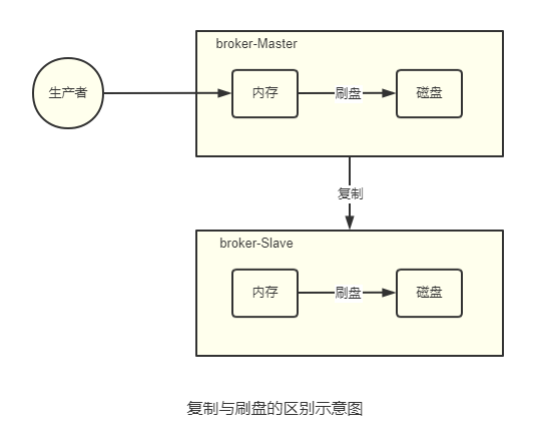 broker-Master
生产者
内存
刷盘
磁盘
复制
broker-Slave
内存
刷盘
磁盘
复制与刷盘的区别示意图